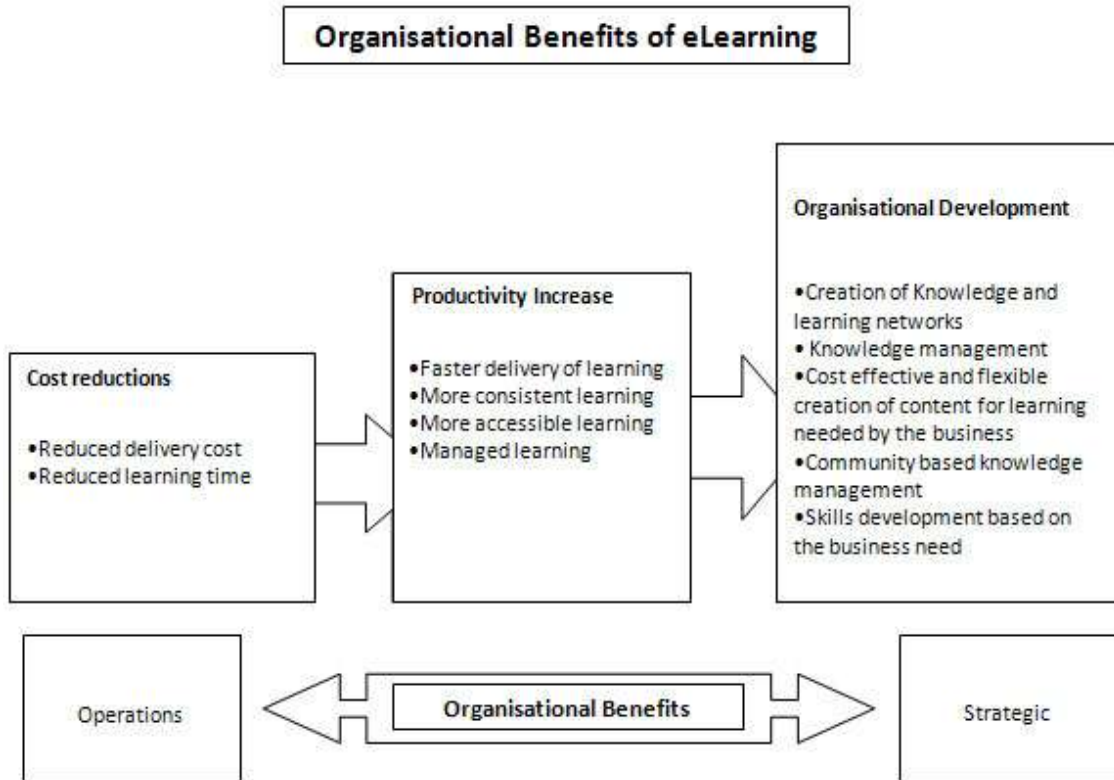 Organisational Benefits of eLearning
Cost reductions
•Reduced delivery cost
•Reduced learning time
Productivity Increase
•Faster delivery of learning
•More consistent learning
•More accessible learning
•Managed learning
Organisational Development
•Creation of Knowledge and
learning networks
• Knowledge management
•Cost effective and flexible
creation of content for learning
needed by the business
•Community based knowledge
management
•Skills development based on
the business need
Operations
Organisational Benefits
Strategic